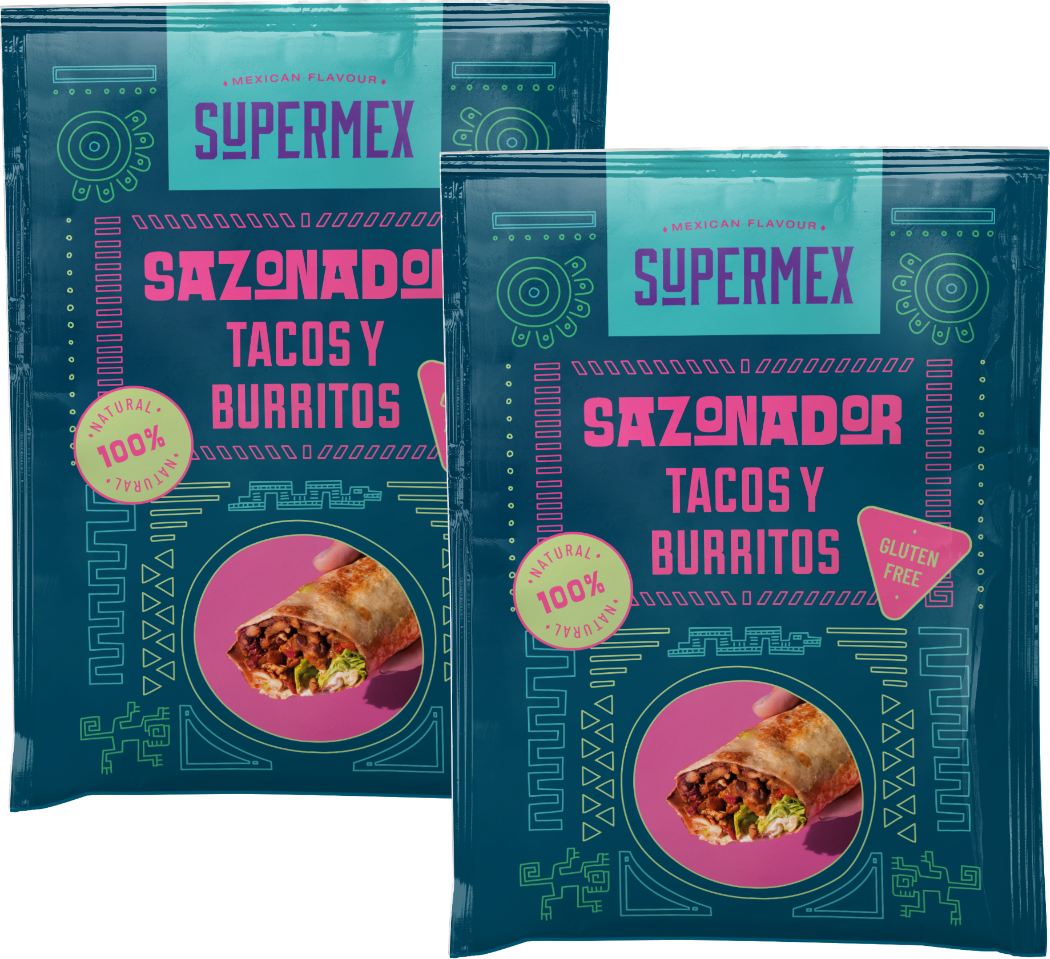 MEXICAN FLAVOUR
SUPERMEX
SAZONADOR
TACOS Y
BURRITOS
NATURAL
100%
NATURAL
MEXICAN FLAVOUR
SUPERMEX
SAZONADOR
TACOS Y
BURRITOS
NATURAL
100%
NATURAL
GLUTEN
FREE